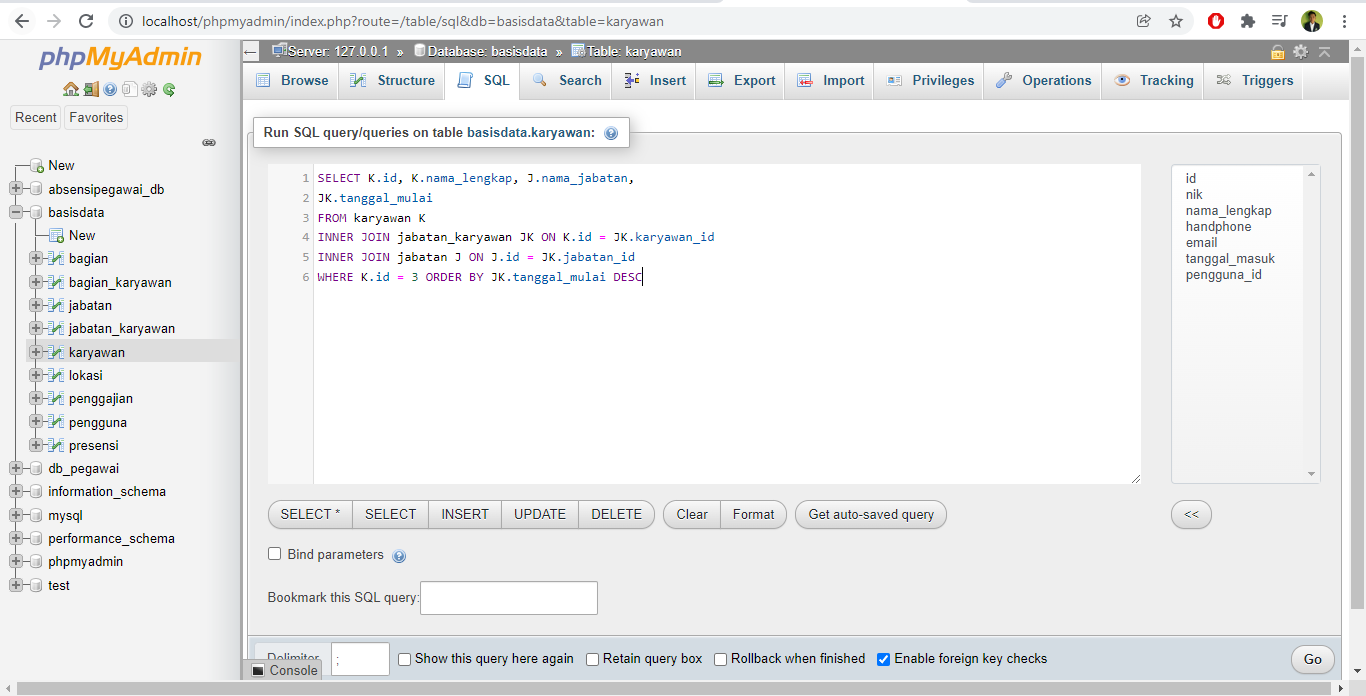 localhost/phpmyadmin/index.php?route=/table/sql&db=basisdata&table=karyawan
phpMyAdmin
Recent Favorites
New
absensipegawai_db
basisdata
New
bagian
bagian_karyawan
jabatan
jabatan_karyawan
karyawan
lokasi
penggajian
pengguna
presensi
db_pegawai
information_schema
mysql
performance_schema
phpmyadmin
test
Server: 127.0.0.1 » Database: basisdata » Table: karyawan
Browse Structure SQL Search Insert Export Import Privileges Operations Tracking Triggers
Run SQL query/queries on table basisdata.karyawan:
1 SELECT K.id, K.nama_lengkap, J.nama_jabatan,
2 JK.tanggal_mulai
3 FROM karyawan K
4 INNER JOIN jabatan_karyawan JK ON K.id = JK.karyawan_id
5 INNER JOIN jabatan J ON J.id = JK.jabatan_id
6 WHERE K.id = 3 ORDER BY JK.tanggal_mulai DESC
id
nik
nama_lengkap
handphone
email
tanggal_masuk
pengguna_id
SELECT * SELECT INSERT UPDATE DELETE Clear Format Get auto-saved query <<
Bind parameters
Bookmark this SQL query:
Delimiter ; Show this query here again Retain query box Rollback when finished Enable foreign key checks Go
Console